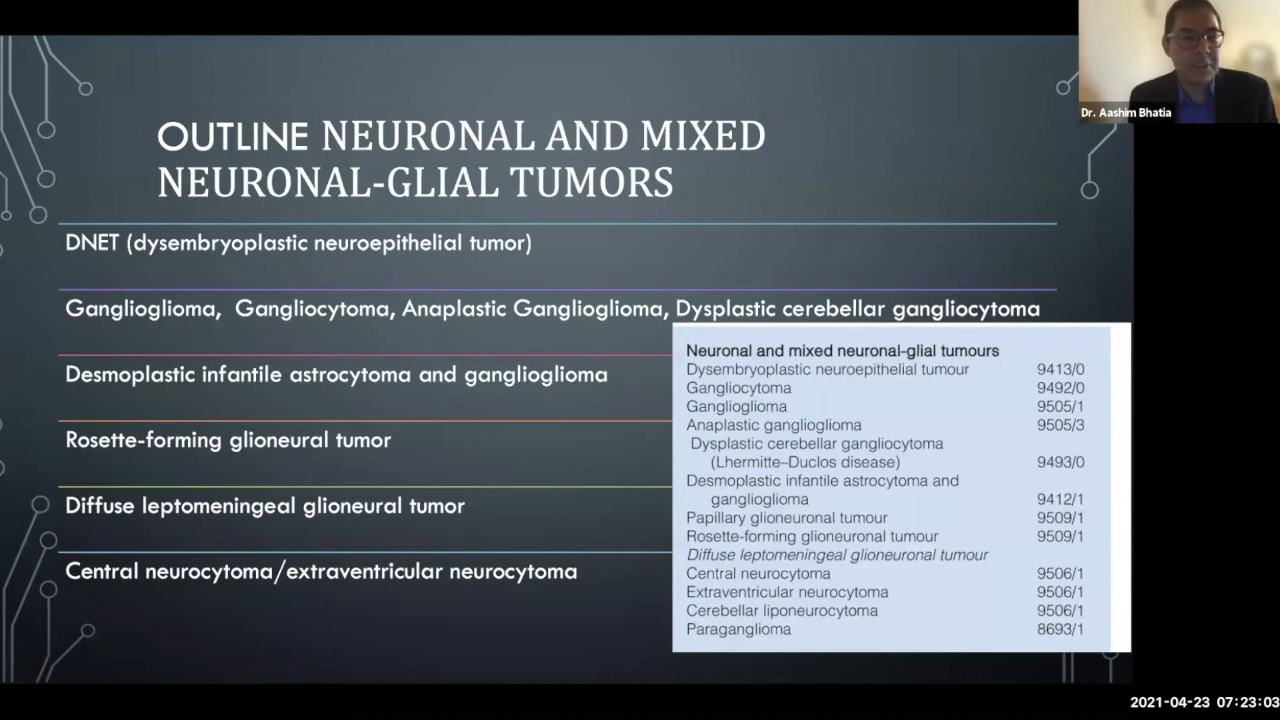 Dr. Aashim Bhatia
OUTLINE NEURONAL AND MIXED
NEURONAL-GLIAL TUMORS
DNET (dysembryoplastic neuroepithelial tumor)
Ganglioglioma, Gangliocytoma, Anaplastic Ganglioglioma, Dysplastic cerebellar gangliocytoma
Desmoplastic infantile astrocytoma and ganglioglioma
Rosette-forming glioneural tumor
Diffuse leptomeningeal glioneural tumor
Central neurocytoma/extraventricular neurocytoma
Neuronal and mixed neuronal-glial tumours
Dysembryoplastic neuroepithelial tumour 9413/0
Gangliocytoma 9492/0
Ganglioglioma 9505/1
Anaplastic ganglioglioma 9505/3
Dysplastic cerebellar gangliocytoma
(Lhermitte–Duclos disease) 9493/0
Desmoplastic infantile astrocytoma and
ganglioglioma 9412/1
Papillary glioneuronal tumour 9509/1
Rosette-forming glioneuronal tumour 9509/1
Diffuse leptomeningeal glioneuronal tumour
Central neurocytoma 9506/1
Extraventricular neurocytoma 9506/1
Cerebellar liponeurocytoma 9506/1
Paraganglioma 8693/1
2021-04-23 07:23:03